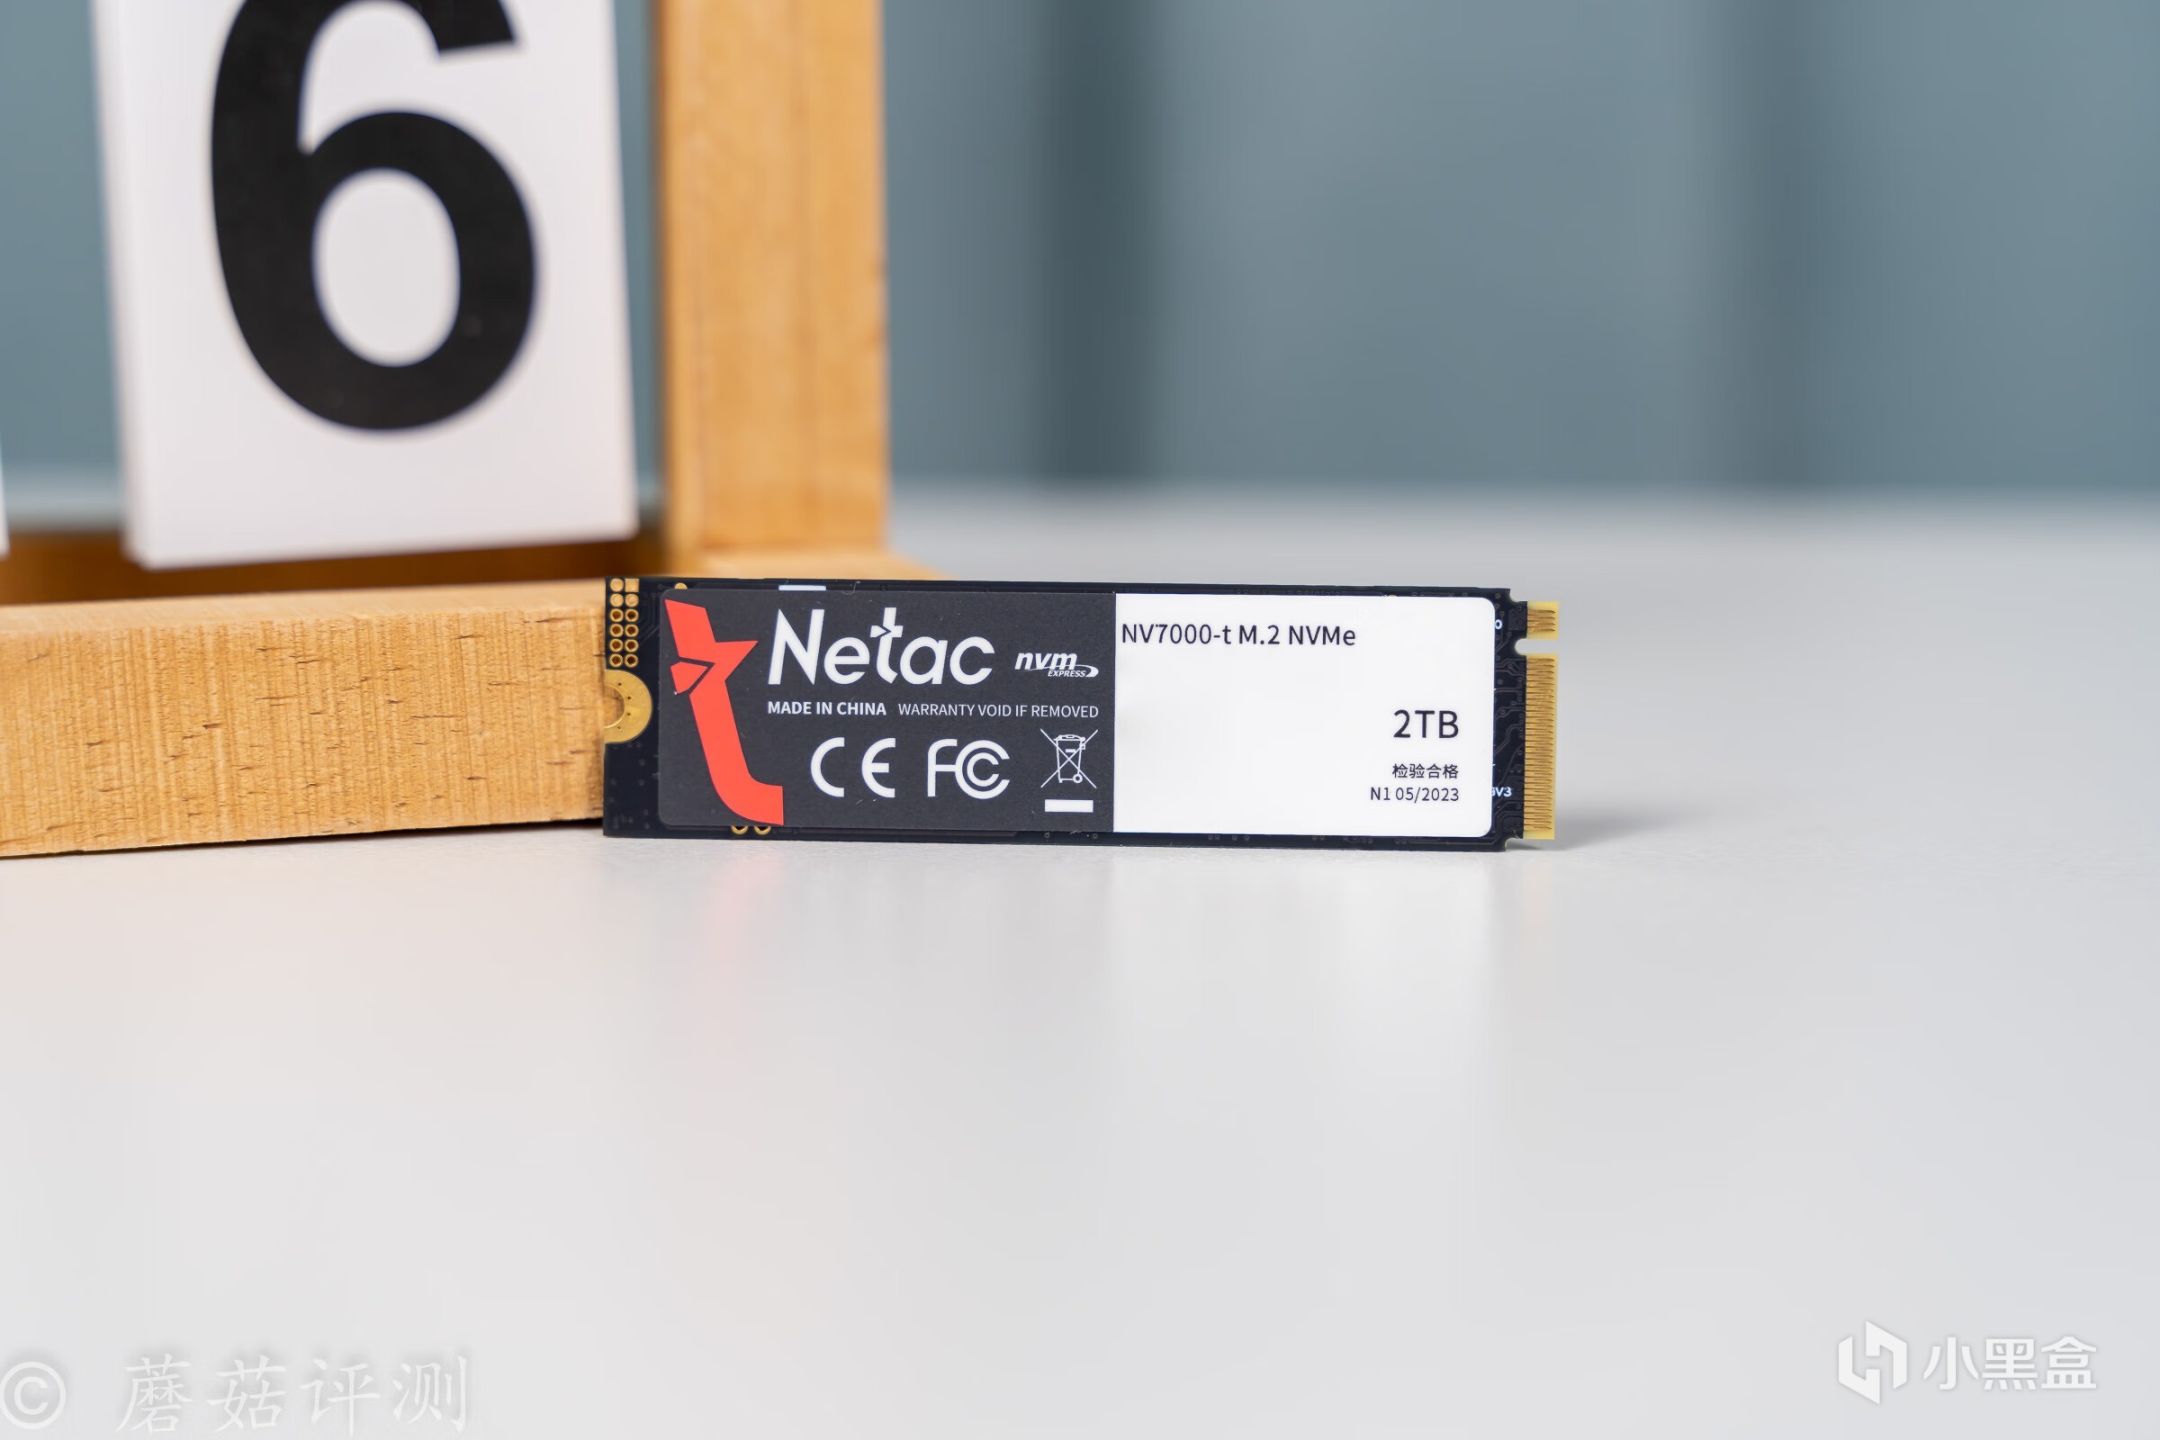 6
Netac nvm EXPRESS
MADE IN CHINA WARRANTY VOID IF REMOVED
CE FC
NV7000-t M.2 NVMe
2TB
检验合格
N1 05/2023
© 蘑菇评测
小黑盒